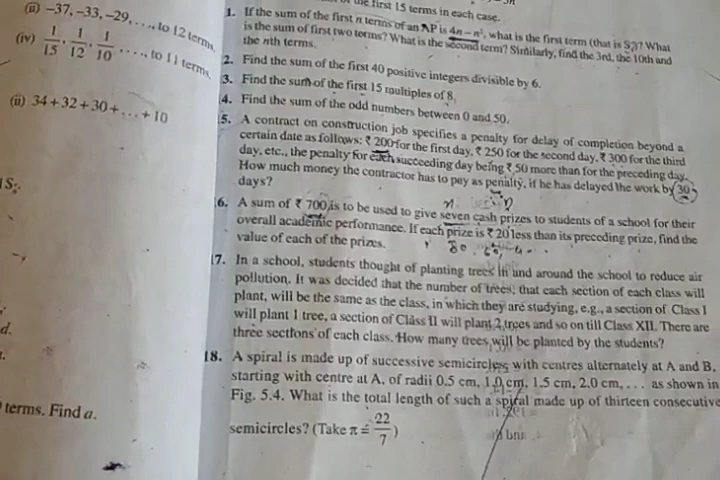 (ii) –37, –33, –29, . . ., to 12 terms.
(iv) 1/15, 1/12, 1/10, . . . ., to 11 terms.
(ii) 34 + 32 + 30 + . . . + 10
d.
terms. Find a.
the first 15 terms in each case.
1. If the sum of the first n terms of an AP is 4n – n², what is the first term (that is S₁)? What
is the sum of first two terms? What is the second term? Similarly, find the 3rd, the 10th and
the nth terms.
2. Find the sum of the first 40 positive integers divisible by 6.
3. Find the sum of the first 15 multiples of 8.
4. Find the sum of the odd numbers between 0 and 50.
5. A contract on construction job specifies a penalty for delay of completion beyond a
certain date as follows: ₹ 200 for the first day, ₹ 250 for the second day, ₹ 300 for the third
day, etc., the penalty for each succeeding day being ₹ 50 more than for the preceding day.
How much money the contractor has to pay as penalty, if he has delayed the work by 30
days?
16. A sum of ₹ 700 is to be used to give seven cash prizes to students of a school for their
overall academic performance. If each prize is ₹ 20 less than its preceding prize, find the
value of each of the prizes.
17. In a school, students thought of planting trees in and around the school to reduce air
pollution. It was decided that the number of trees, that each section of each class will
plant, will be the same as the class, in which they are studying, e.g., a section of Class I
will plant 1 tree, a section of Class II will plant 2 trees and so on till Class XII. There are
three sections of each class. How many trees will be planted by the students?
18. A spiral is made up of successive semicircles, with centres alternately at A and B,
starting with centre at A, of radii 0.5 cm, 1.0 cm, 1.5 cm, 2.0 cm, . . . as shown in
Fig. 5.4. What is the total length of such a spiral made up of thirteen consecutive
semicircles? (Take π = 22/7)